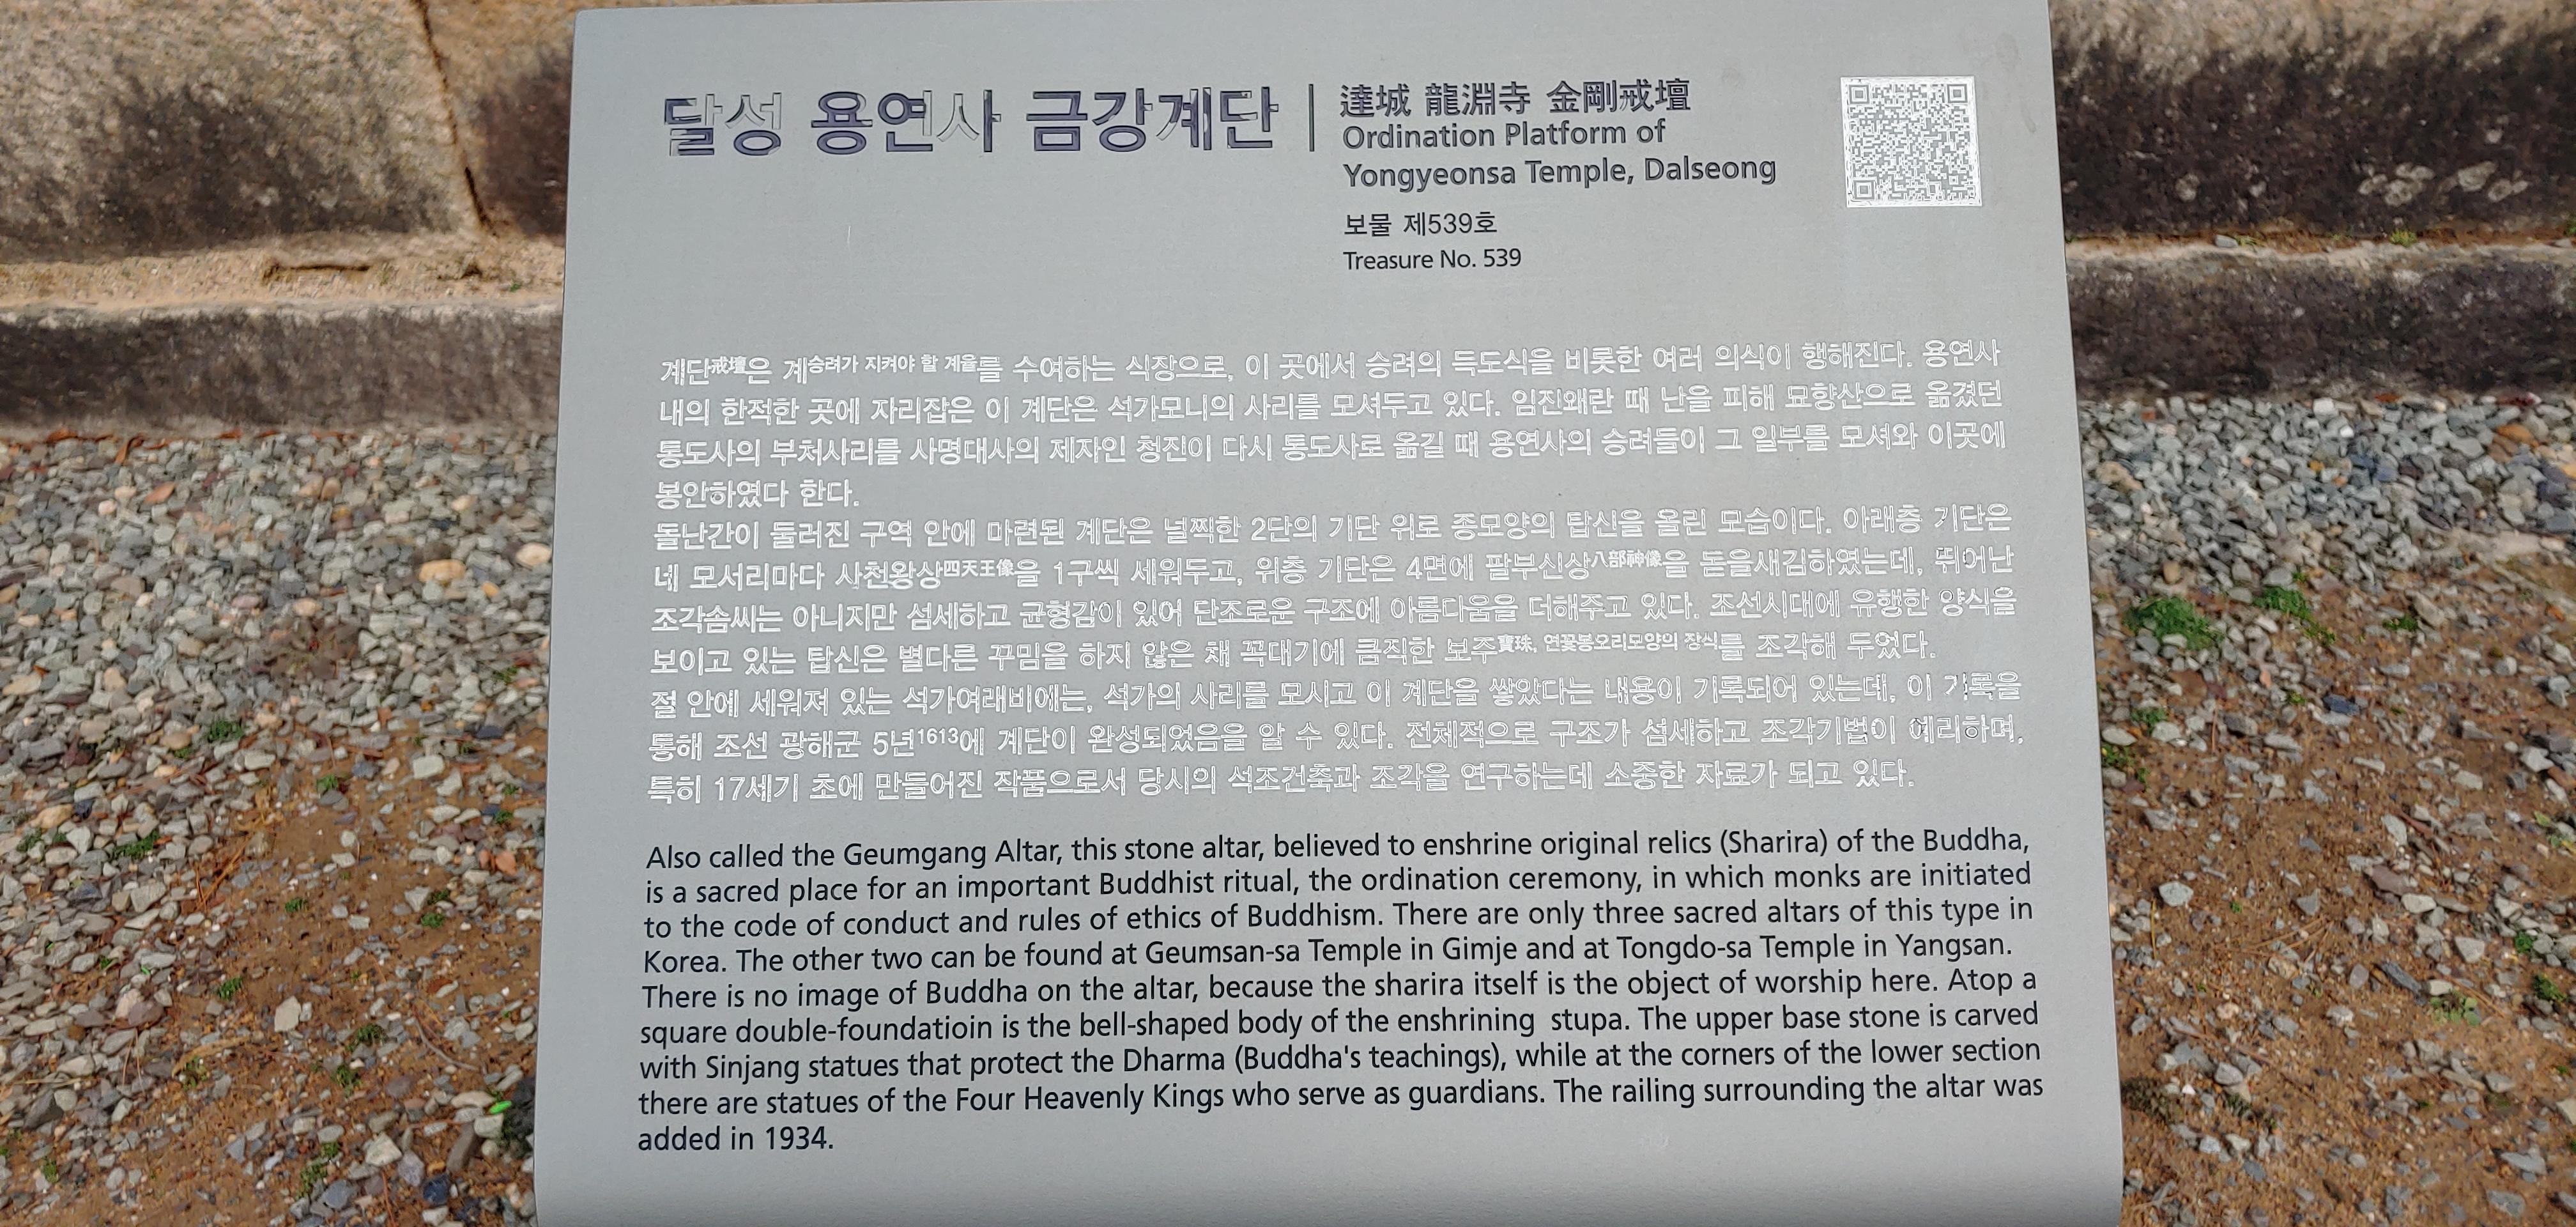 달성 용연사 금강계단
達城 龍淵寺 金剛戒壇
Ordination Platform of
Yongyeonsa Temple, Dalseong
보물 제539호
Treasure No. 539
계단戒壇은 계승려가 지켜야 할 계율를 수여하는 식장으로, 이 곳에서 승려의 득도식을 비롯한 여러 의식이 행해진다. 용연사
내의 한적한 곳에 자리잡은 이 계단은 석가모니의 사리를 모셔두고 있다. 임진왜란 때 난을 피해 묘향산으로 옮겼던
통도사의 부처사리를 사명대사의 제자인 청진이 다시 통도사로 옮길 때 용연사의 승려들이 그 일부를 모셔와 이곳에
봉안하였다 한다.
돌난간이 둘러진 구역 안에 마련된 계단은 널찍한 2단의 기단 위로 종모양의 탑신을 올린 모습이다. 아래층 기단은
네 모서리마다 사천왕상四天王像을 1구씩 세워두고, 위층 기단은 4면에 팔부신상八部神像을 돋을새김하였는데, 뛰어난
조각솜씨는 아니지만 섬세하고 균형감이 있어 단조로운 구조에 아름다움을 더해주고 있다. 조선시대에 유행한 양식을
보이고 있는 탑신은 별다른 꾸밈을 하지 않은 채 꼭대기에 큼직한 보주寶珠, 연꽃봉오리모양의 장식를 조각해 두었다.
절 안에 세워져 있는 석가여래비에는, 석가의 사리를 모시고 이 계단을 쌓았다는 내용이 기록되어 있는데, 이 기록을
통해 조선 광해군 5년1613에 계단이 완성되었음을 알 수 있다. 전체적으로 구조가 섬세하고 조각기법이 예리하며,
특히 17세기 초에 만들어진 작품으로서 당시의 석조건축과 조각을 연구하는데 소중한 자료가 되고 있다.
Also called the Geumgang Altar, this stone altar, believed to enshrine original relics (Sharira) of the Buddha,
is a sacred place for an important Buddhist ritual, the ordination ceremony, in which monks are initiated
to the code of conduct and rules of ethics of Buddhism. There are only three sacred altars of this type in
Korea. The other two can be found at Geumsan-sa Temple in Gimje and at Tongdo-sa Temple in Yangsan.
There is no image of Buddha on the altar, because the sharira itself is the object of worship here. Atop a
square double-foundatioin is the bell-shaped body of the enshrining  stupa. The upper base stone is carved
with Sinjang statues that protect the Dharma (Buddha's teachings), while at the corners of the lower section
there are statues of the Four Heavenly Kings who serve as guardians. The railing surrounding the altar was
added in 1934.